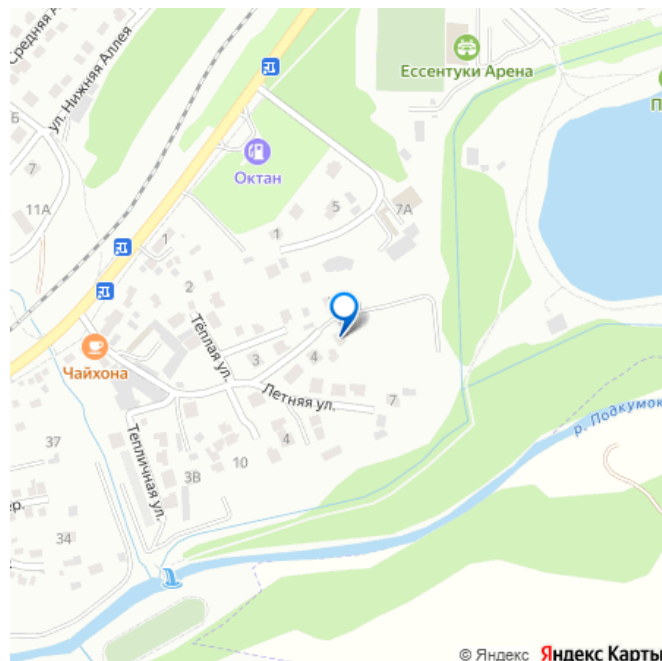 Средняя А
ул. Нижняя Аллея
Ессентуки Арена
П
Б
7
Октан
11А
5
7А
1
1
2
Тёплая ул.
Чайхона
3
4
Летняя ул.
7
37
Тепличная ул.
4
10
3В
р. Подкумок
ер.
34
© Яндекс Яндекс Карты